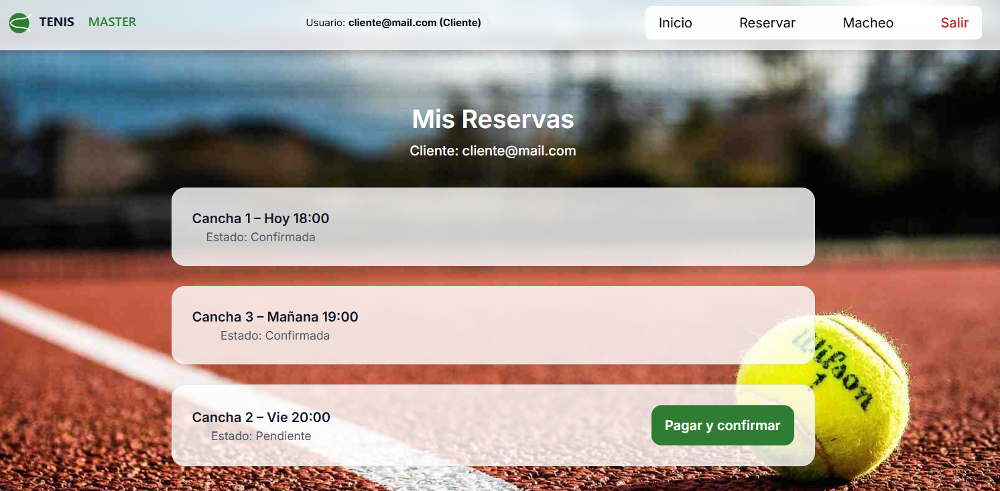 TENIS MASTER
Usuario: cliente@mail.com (Cliente)
Inicio Reservar Macheo Salir
Mis Reservas
Cliente: cliente@mail.com
Cancha 1 – Hoy 18:00
Estado: Confirmada
Cancha 3 – Mañana 19:00
Estado: Confirmada
Wilson
1
Cancha 2 – Vie 20:00
Estado: Pendiente
Pagar y confirmar